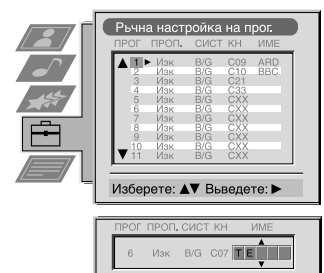 Ръчна настройка на прог.
ПРОГ ПРОП. СИСТ КН ИМЕ
▲ 1 ► Изк B/G C09 ARD
2 Изк B/G C10 BBC
3 Изк B/G C21
4 Изк B/G C33
5 Изк B/G CXX
6 Изк B/G CXX
7 Изк B/G CXX
8 Изк B/G CXX
9 Изк B/G CXX
10 Изк B/G CXX
▼ 11 Изк B/G CXX
Изберете: ▲▼ Выведете: ►
ПРОГ ПРОП. СИСТ КН ИМЕ
6 Изк B/G C07 TE